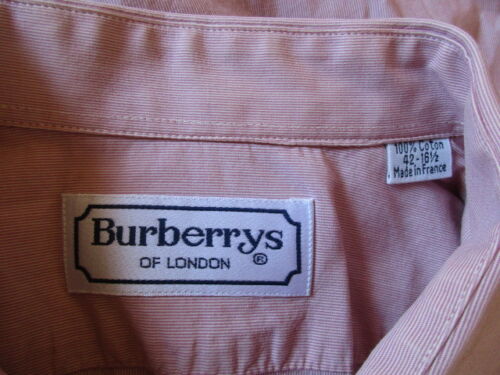 100% Coton
42-16½
Made in France
Burberrys
OF LONDON ®